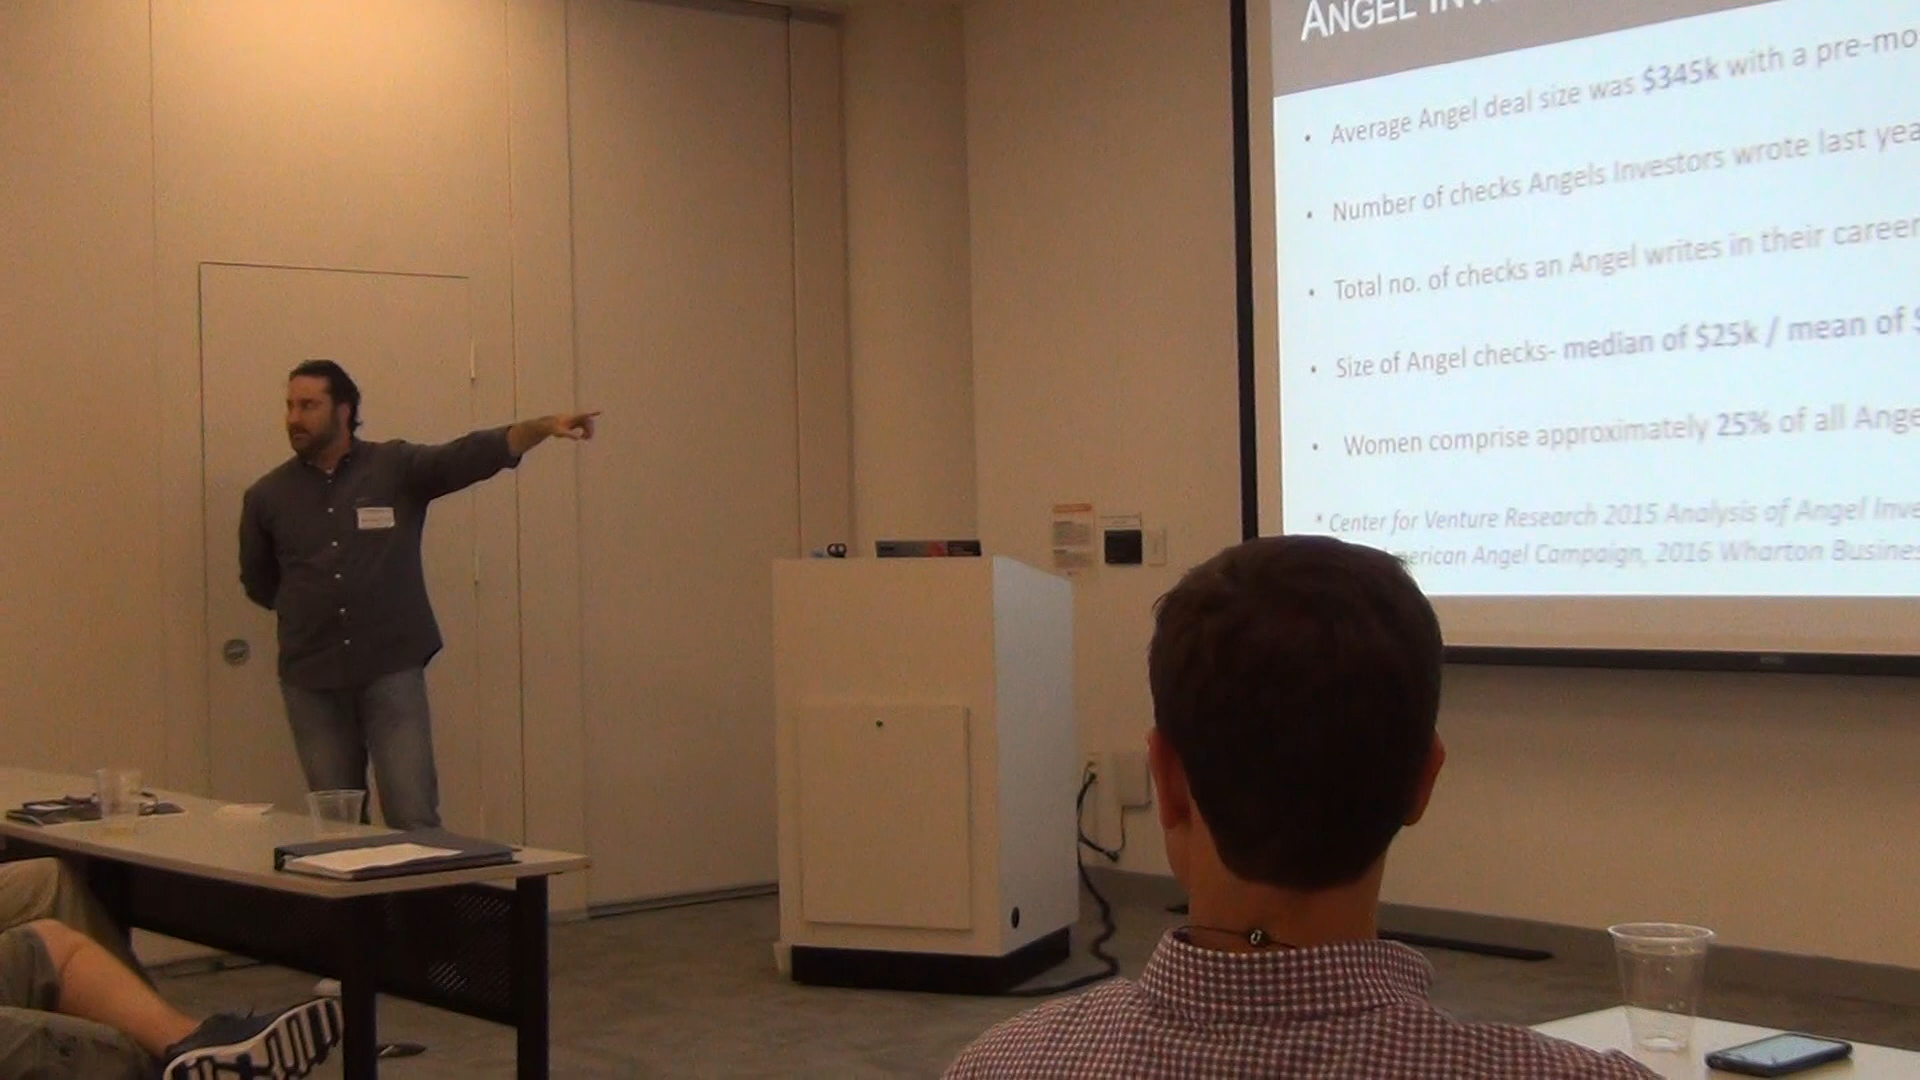 ANGEL
• Average Angel deal size was $345k with a pre-mo
• Number of checks Angels Investors wrote last yea
• Total no. of checks an Angel writes in their career
• Size of Angel checks- median of $25k / mean of $
• Women comprise approximately 25% of all Ange
* Center for Venture Research 2015 Analysis of Angel Inve
merican Angel Campaign, 2016 Wharton Busines